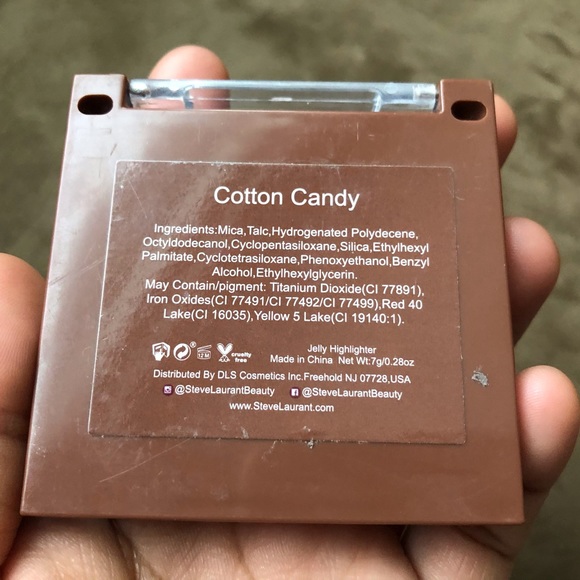 Cotton Candy
Ingredients:Mica,Talc,Hydrogenated Polydecene,
Octyldodecanol,Cyclopentasiloxane,Silica,Ethylhexyl
Palmitate,Cyclotetrasiloxane,Phenoxyethanol,Benzyl
Alcohol,Ethylhexylglycerin.
May Contain/pigment: Titanium Dioxide(CI 77891),
Iron Oxides(CI 77491/CI 77492/CI 77499),Red 40
Lake(CI 16035),Yellow 5 Lake(CI 19140:1).
12 M
cruelty
free
Jelly Highlighter
Made in China Net Wt:7g/0.28oz
Distributed By DLS Cosmetics Inc.Freehold NJ 07728,USA
@SteveLaurantBeauty @SteveLaurantBeauty
www.SteveLaurant.com